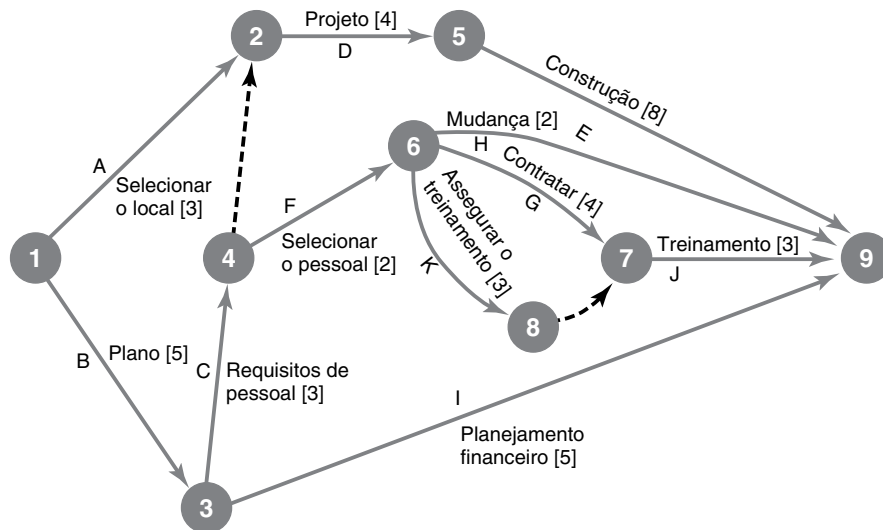 Projeto [4]
2
5
D
Construção [8]
Mudança [2]
E
6
H
A
Contratar [4]
Selecionar
o local [3]
F
Assegurar o
treinamento [3]
G
Selecionar
o pessoal [2]
1
4
K
7
Treinamento [3]
9
J
8
B
Plano [5]
C
Requisitos de
pessoal [3]
I
Planejamento
financeiro [5]
3